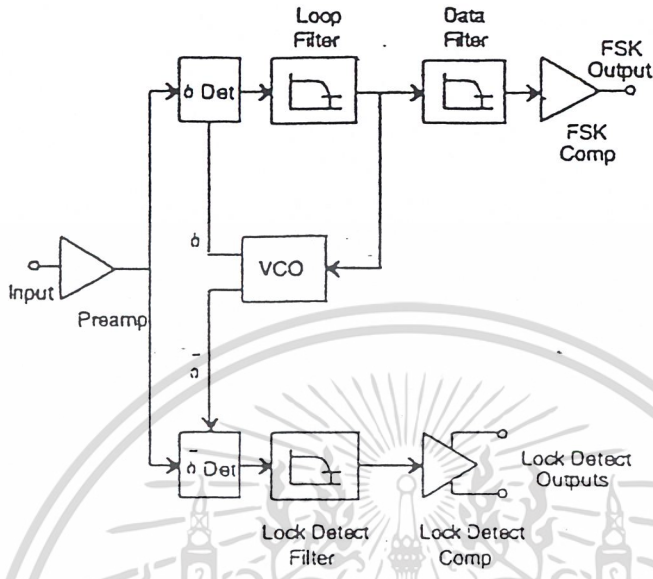 Loop
Filter
Data
Filter
FSK
Output
ϕ Det
FSK
Comp
ϕ
VCO
Input
Preamp
ϕ̄
ϕ̄ Det
Lock Detect
Outputs
Lock Detect
Filter
Lock Detect
Comp